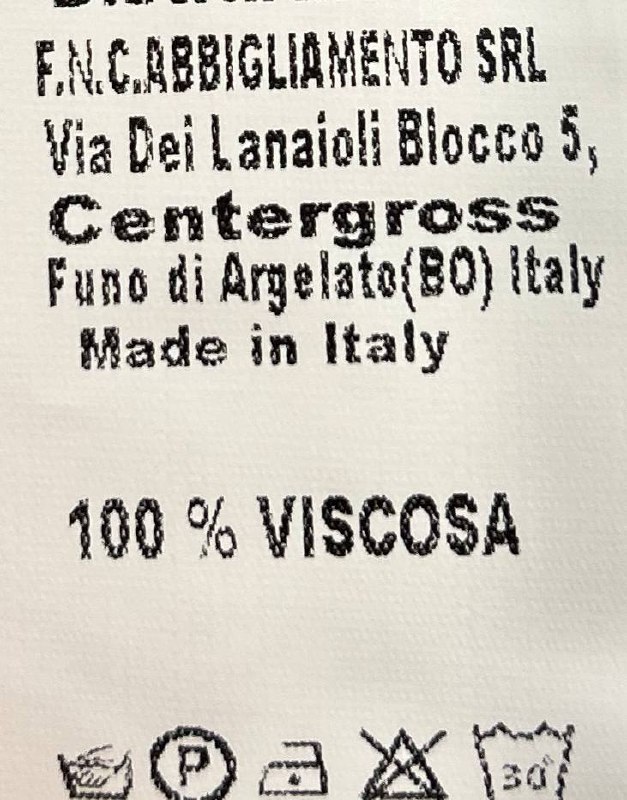 F.N.C.ABBIGLIAMENTO SRL
Via Dei Lanaioli Blocco 5,
Centergross
Funo di Argelato(BO) Italy
Made in Italy
100 % VISCOSA
P 30°